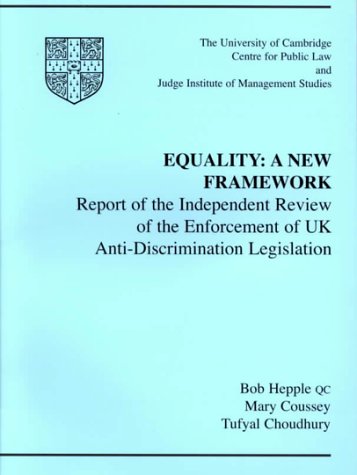 The University of Cambridge
Centre for Public Law
and
Judge Institute of Management Studies
EQUALITY: A NEW
FRAMEWORK
Report of the Independent Review
of the Enforcement of UK
Anti-Discrimination Legislation
Bob Hepple QC
Mary Coussey
Tufyal Choudhury